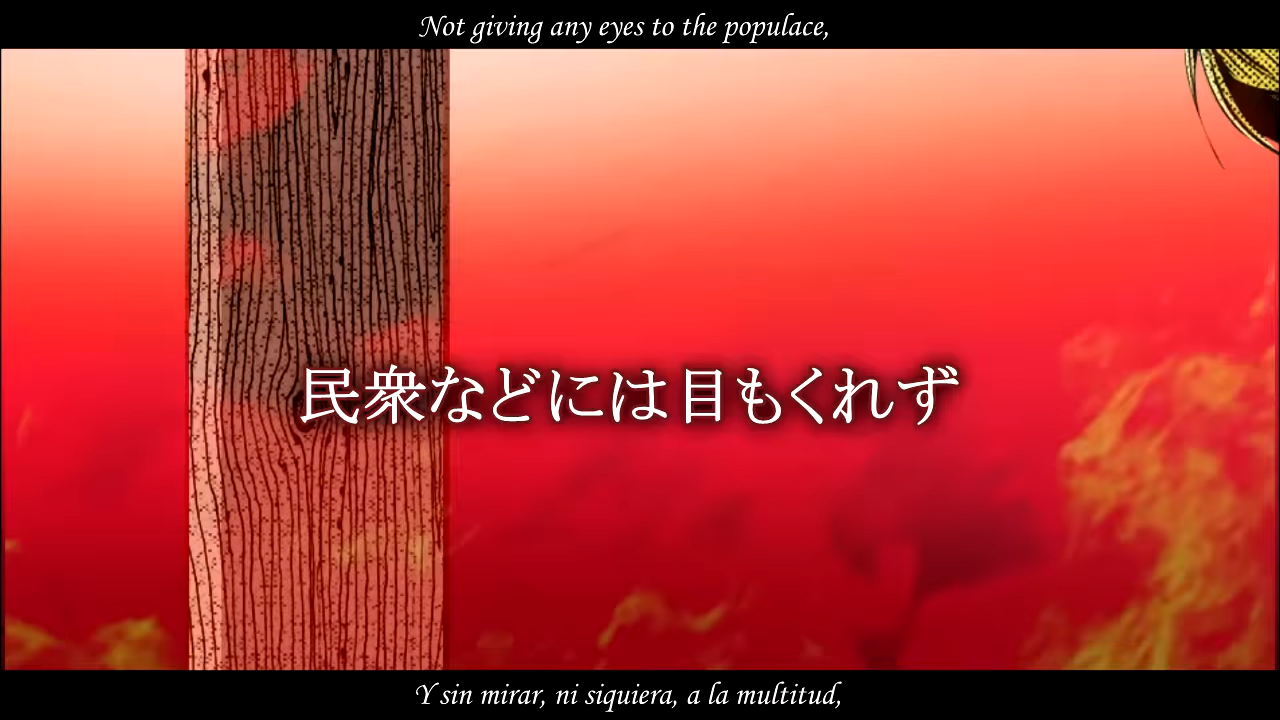 Not giving any eyes to the populace,
民衆などには目もくれず
Y sin mirar, ni siquiera, a la multitud,